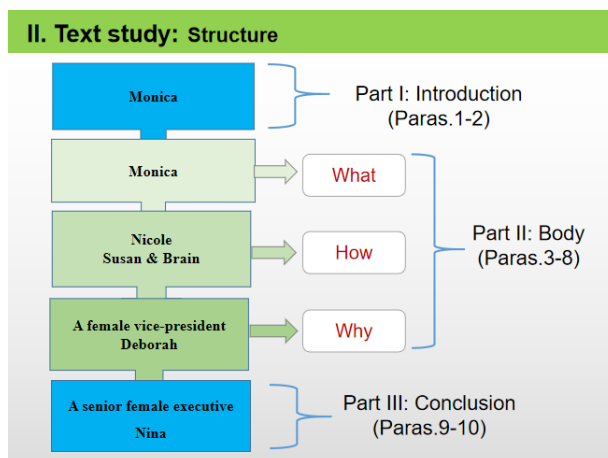 II. Text study: Structure
Monica
Part I: Introduction
(Paras.1-2)
Monica
What
Nicole
Susan & Brain
How
Part II: Body
(Paras.3-8)
A female vice-president
Deborah
Why
A senior female executive
Nina
Part III: Conclusion
(Paras.9-10)